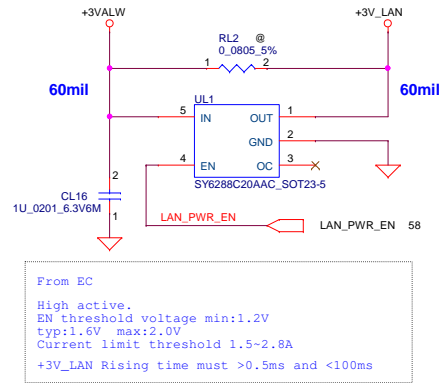 +3VALW
+3V_LAN
RL2 @
0_0805_5%
1 2
60mil
60mil
UL1
5 IN OUT 1
GND 2
4 EN OC 3
SY6288C20AAC_SOT23-5
2
CL16
1U_0201_6.3V6M
1
LAN_PWR_EN
LAN_PWR_EN 58
From EC
High active.
EN threshold voltage min:1.2V
typ:1.6V max:2.0V
Current limit threshold 1.5~2.8A
+3V_LAN Rising time must >0.5ms and <100ms